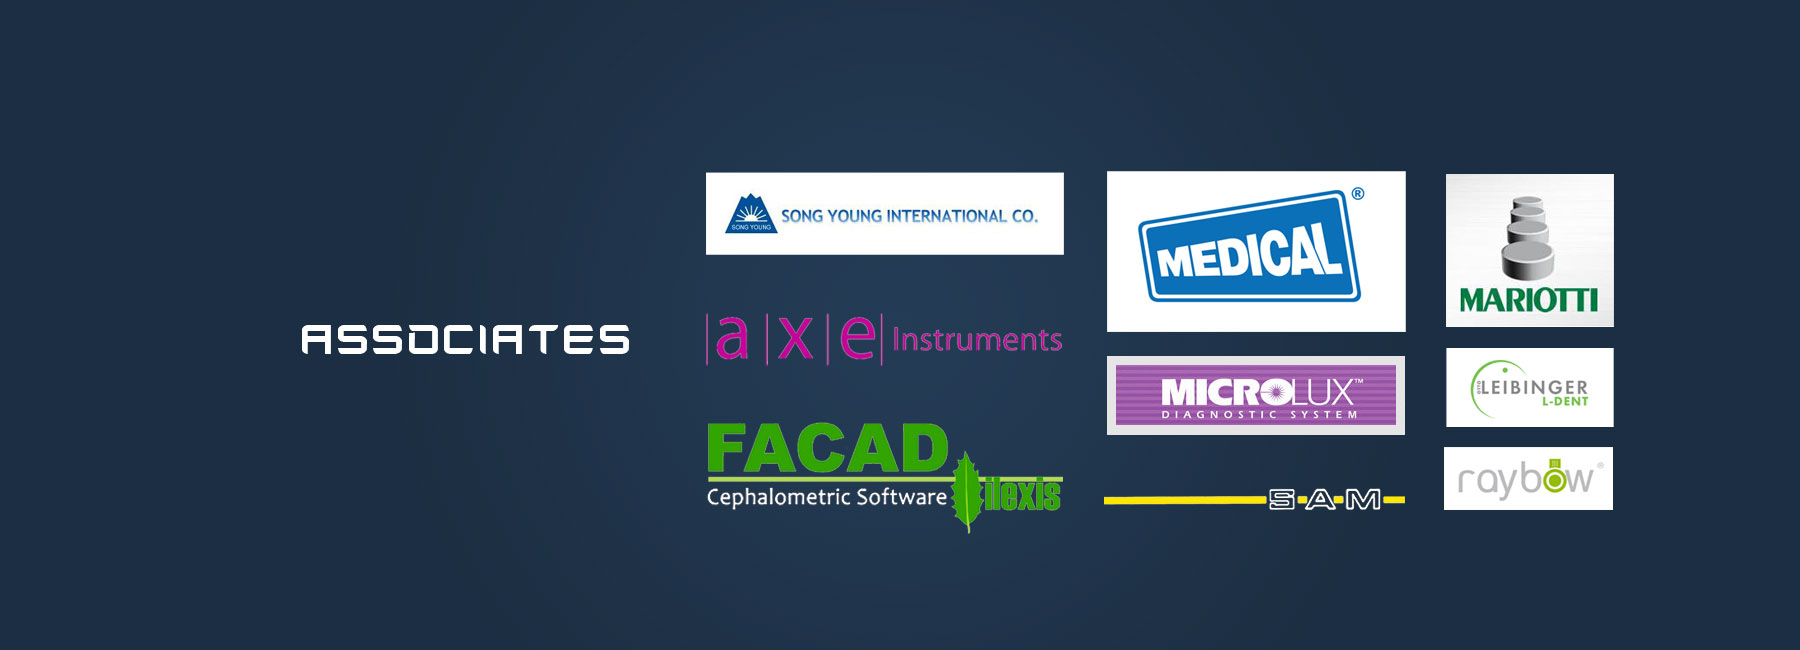 ASSOCIATES
SONG YOUNG
SONG YOUNG INTERNATIONAL CO.
|a|x|e| Instruments
FACAD
Cephalometric Software
ilexis
MEDICAL®
MICROLUX™
DIAGNOSTIC SYSTEM
S-A-M
MARIOTTI
OTTO LEIBINGER
L-DENT
raybow®